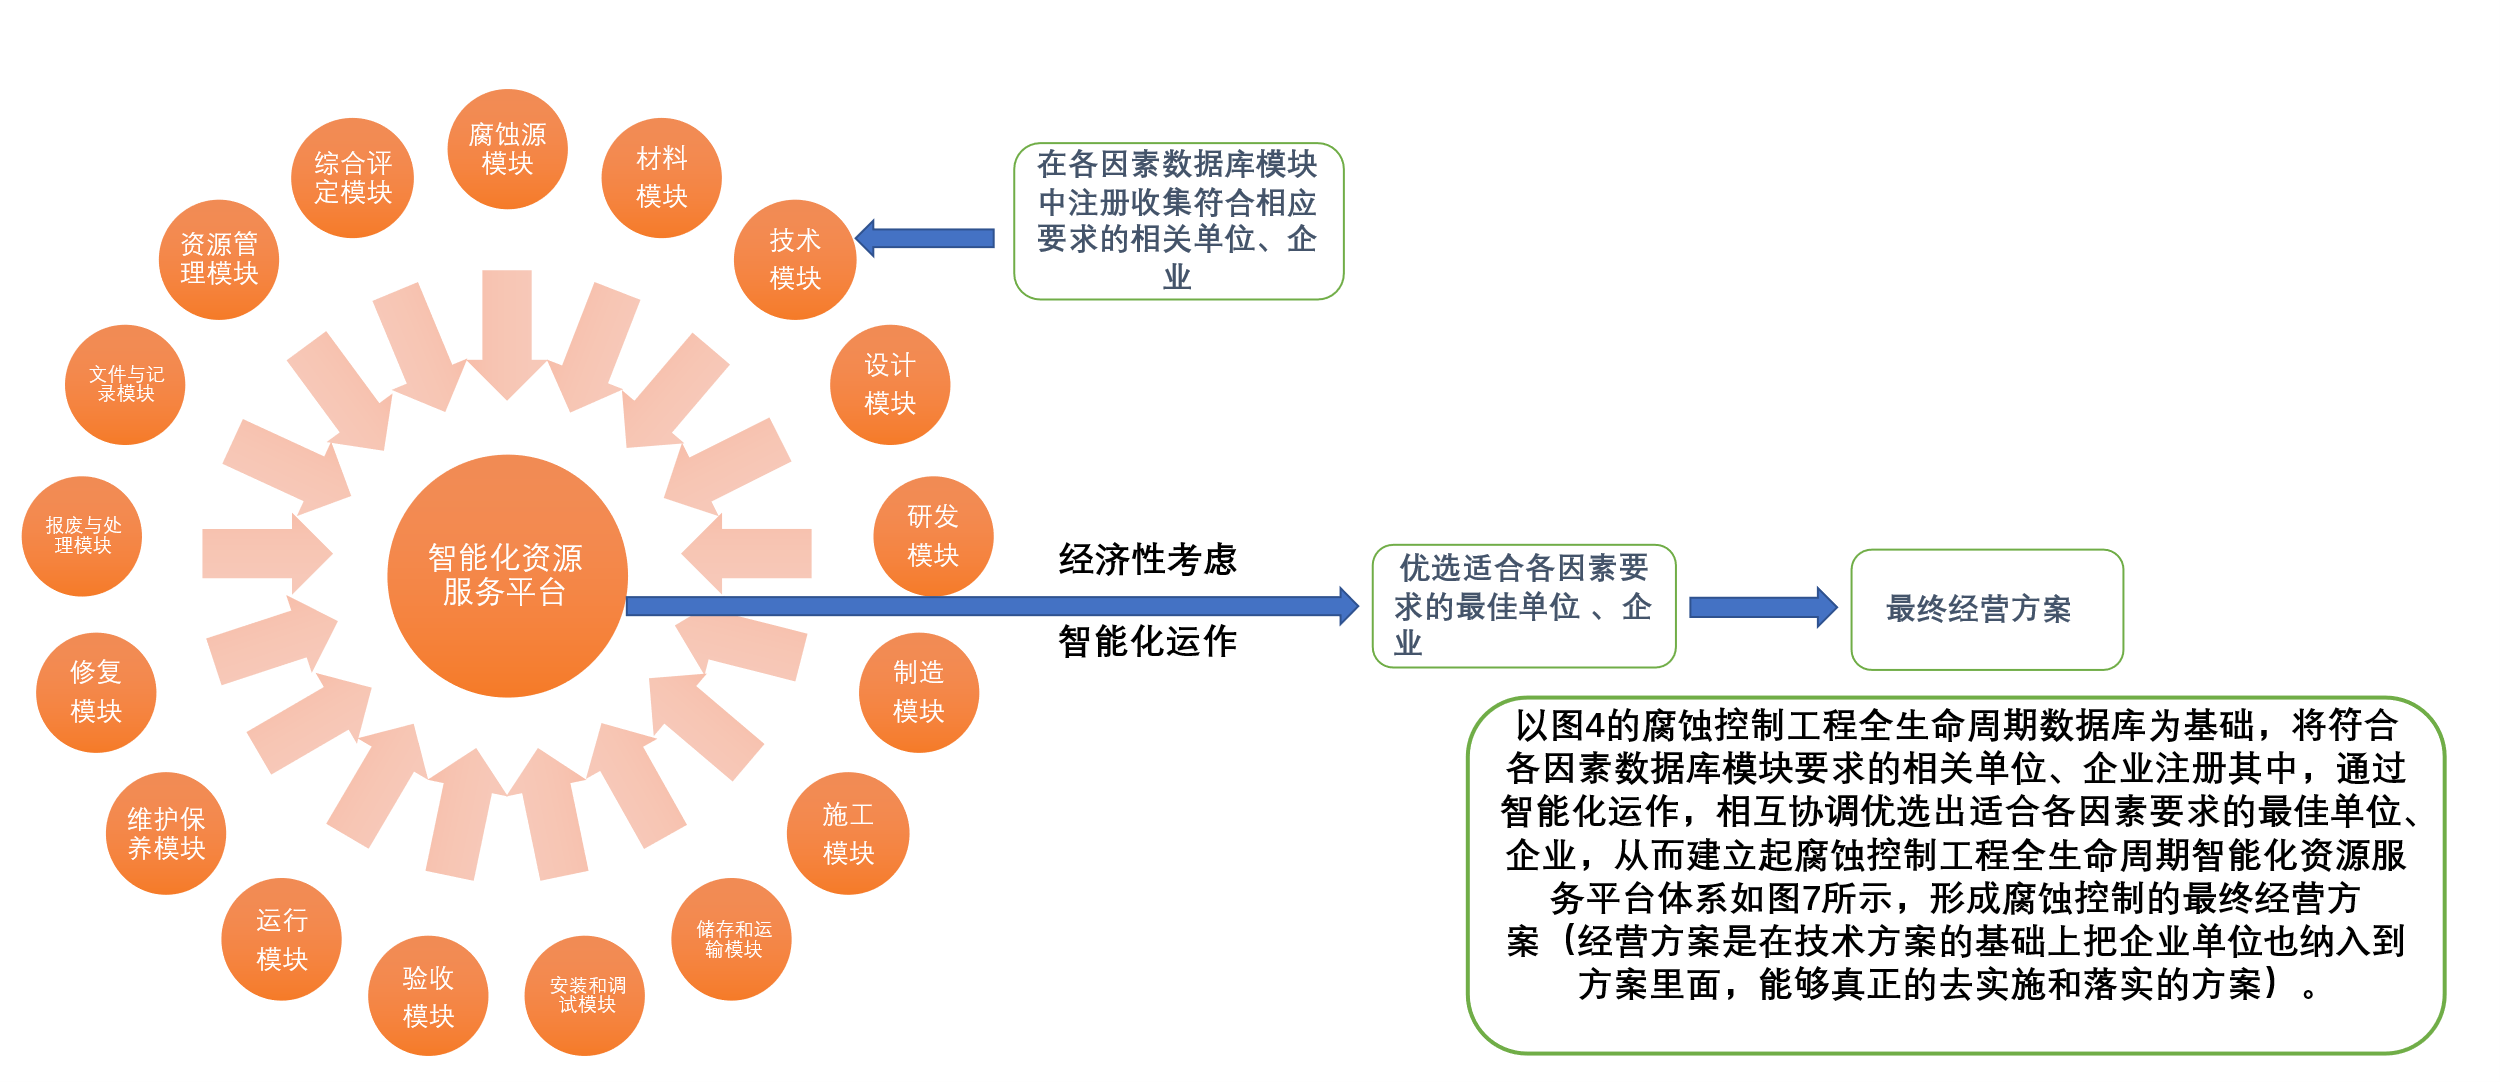 腐蚀源
模块
材料
模块
技术
模块
设计
模块
研发
模块
制造
模块
施工
模块
储存和运
输模块
安装和调
试模块
验收
模块
运行
模块
维护保
养模块
修复
模块
报废与处
理模块
文件与记
录模块
资源管
理模块
综合评
定模块
智能化资源
服务平台
在各因素数据库模块
中注册收集符合相应
要求的相关单位、企
业
经济性考虑
智能化运作
优选适合各因素要
求的最佳单位 、企
业
最终经营方案
以图4的腐蚀控制工程全生命周期数据库为基础，将符合
各因素数据库模块要求的相关单位、企业注册其中，通过
智能化运作，相互协调优选出适合各因素要求的最佳单位、
企业，从而建立起腐蚀控制工程全生命周期智能化资源服
务平台体系如图7所示，形成腐蚀控制的最终经营方
案（经营方案是在技术方案的基础上把企业单位也纳入到
方案里面，能够真正的去实施和落实的方案）。